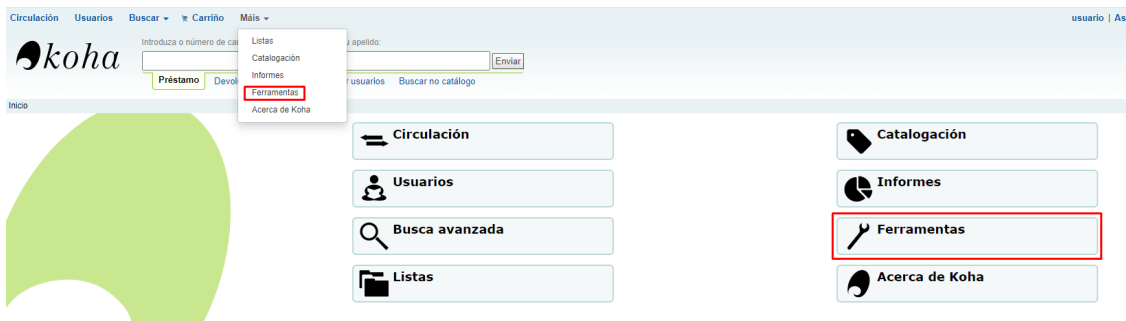 Circulación Usuarios Buscar Carriño Máis usuario | As
Introduza o número de ca apelido:
Listas
koha
Catalogación
Enviar
Informes
Préstamo Devol usuarios Buscar no catálogo
Ferramentas
Inicio
Acerca de Koha
Circulación Catalogación
Usuarios Informes
Busca avanzada Ferramentas
Listas Acerca de Koha